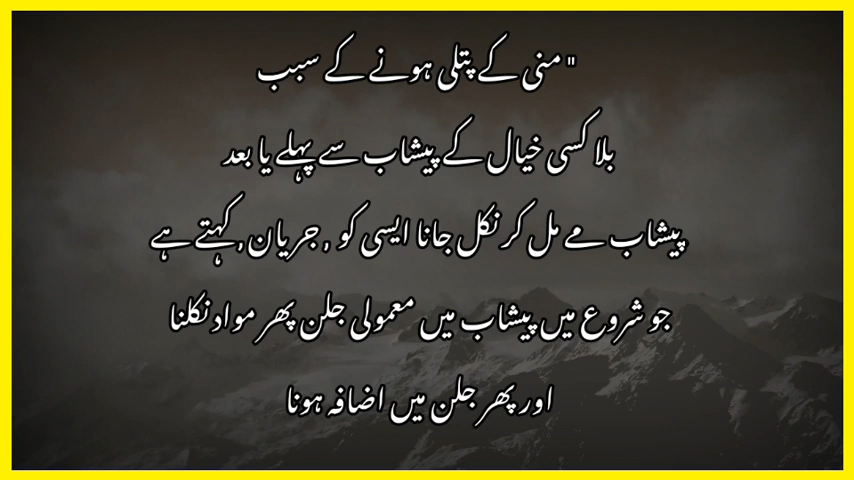 " منی کے پتلی ہونے کے سبب
بلا کسی خیال کے پیشاب سے پہلے یا بعد
پیشاب مے مل کر نکل جانا ایسی کو , جریان, کہتے ہے
جو شروع میں پیشاب میں معمولی جلن پھر مواد نکلنا
اور پھر جلن میں اضافہ ہونا